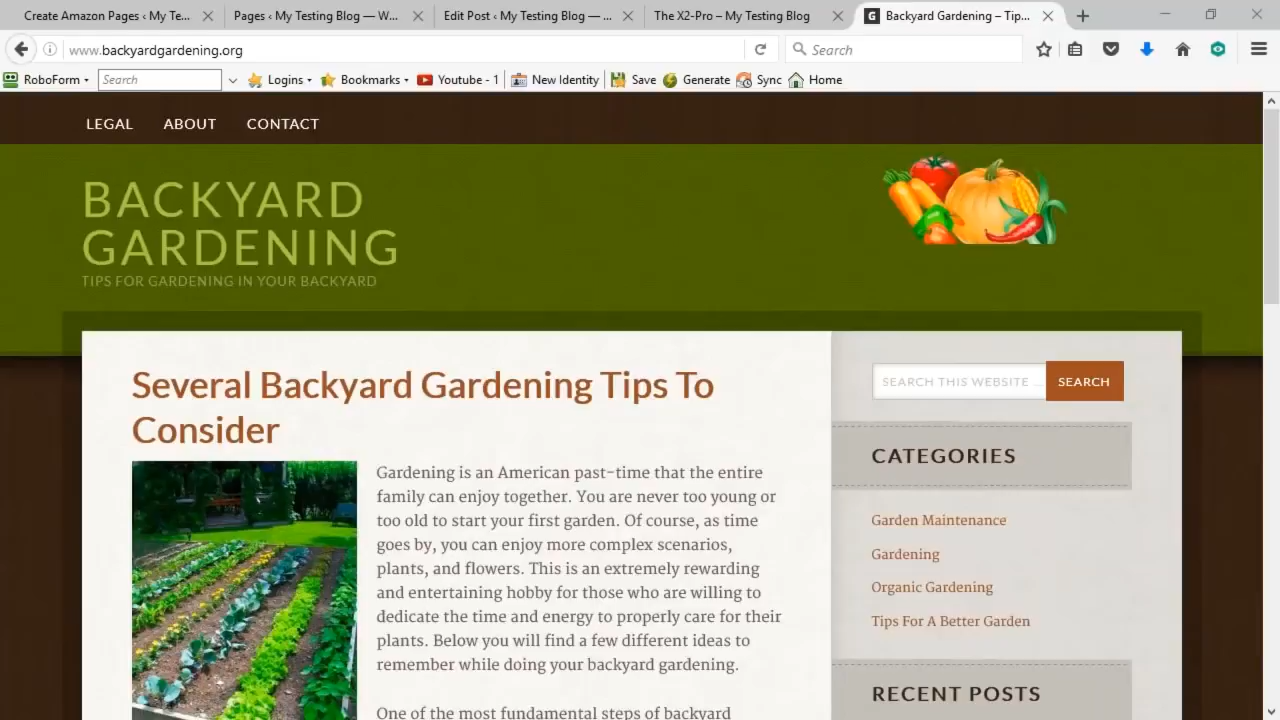 Create Amazon Pages ‹ My Te...
Pages ‹ My Testing Blog — W...
Edit Post ‹ My Testing Blog — ...
The X2-Pro – My Testing Blog
G Backyard Gardening – Tip...
www.backyardgardening.org
Search
RoboForm
Search
Logins
Bookmarks
Youtube - 1
New Identity
Save
Generate
Sync
Home
LEGAL
ABOUT
CONTACT
BACKYARD
GARDENING
TIPS FOR GARDENING IN YOUR BACKYARD
Several Backyard Gardening Tips To
Consider
Gardening is an American past-time that the entire
family can enjoy together. You are never too young or
too old to start your first garden. Of course, as time
goes by, you can enjoy more complex scenarios,
plants, and flowers. This is an extremely rewarding
and entertaining hobby for those who are willing to
dedicate the time and energy to properly care for their
plants. Below you will find a few different ideas to
remember while doing your backyard gardening.
One of the most fundamental steps of backyard
SEARCH THIS WEBSITE ...
SEARCH
CATEGORIES
Garden Maintenance
Gardening
Organic Gardening
Tips For A Better Garden
RECENT POSTS